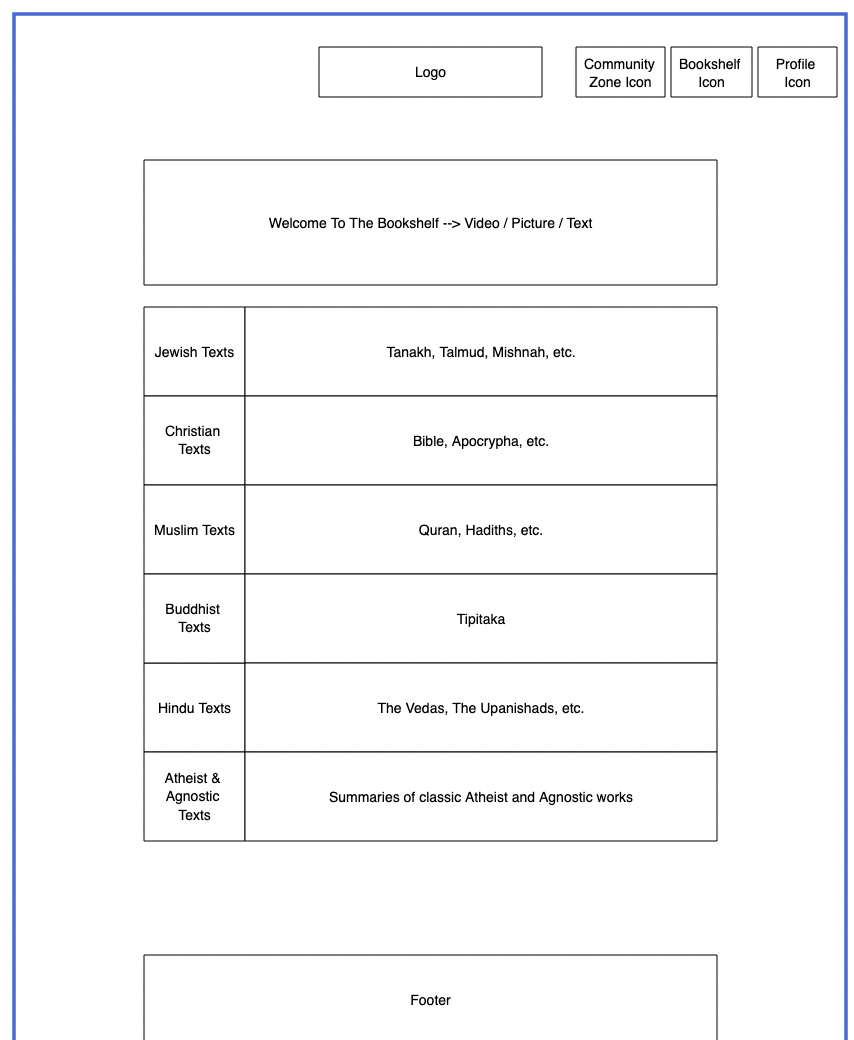 Logo
Community
Zone Icon
Bookshelf
Icon
Profile
Icon
Welcome To The Bookshelf --> Video / Picture / Text
Jewish Texts
Tanakh, Talmud, Mishnah, etc.
Christian
Texts
Bible, Apocrypha, etc.
Muslim Texts
Quran, Hadiths, etc.
Buddhist
Texts
Tipitaka
Hindu Texts
The Vedas, The Upanishads, etc.
Atheist &
Agnostic
Texts
Summaries of classic Atheist and Agnostic works
Footer